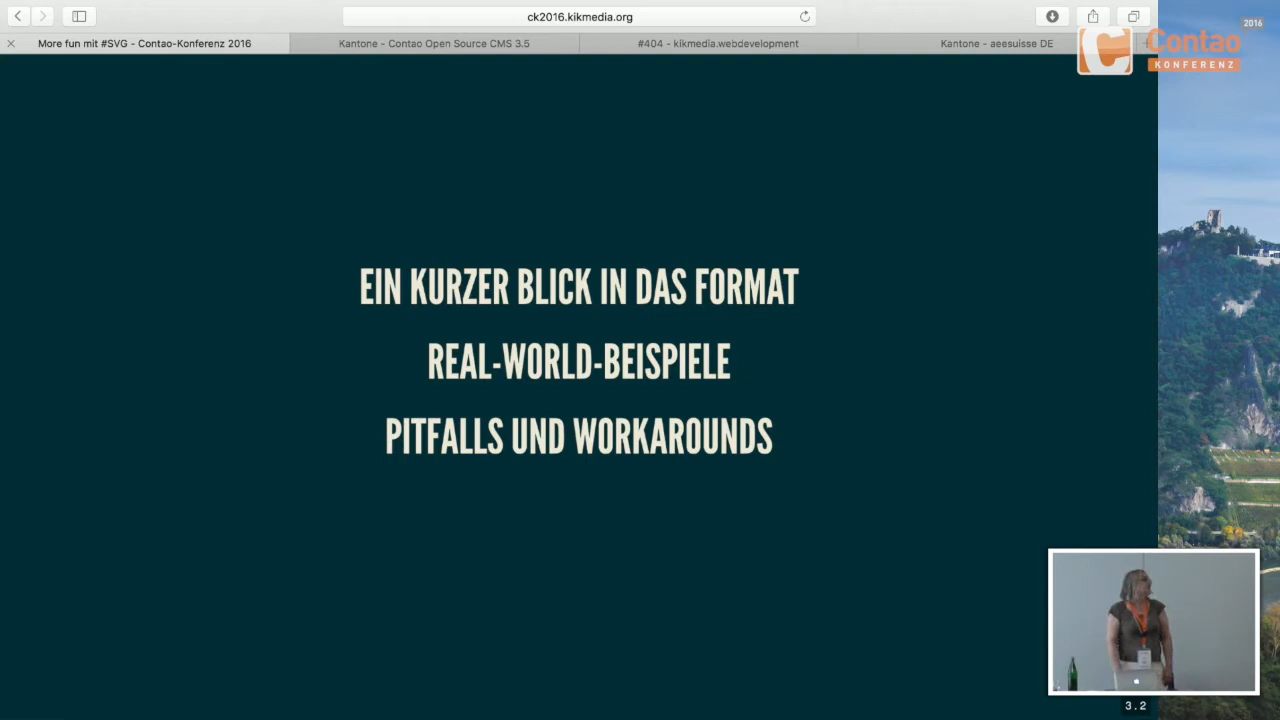 ck2016.kikmedia.org
More fun mit #SVG - Contao-Konferenz 2016
Kantone - Contao Open Source CMS 3.5
#404 - kikmedia.webdevelopment
Kantone - aeesuisse DE
2016
Contao
KONFERENZ
EIN KURZER BLICK IN DAS FORMAT
REAL-WORLD-BEISPIELE
PITFALLS UND WORKAROUNDS
3.2